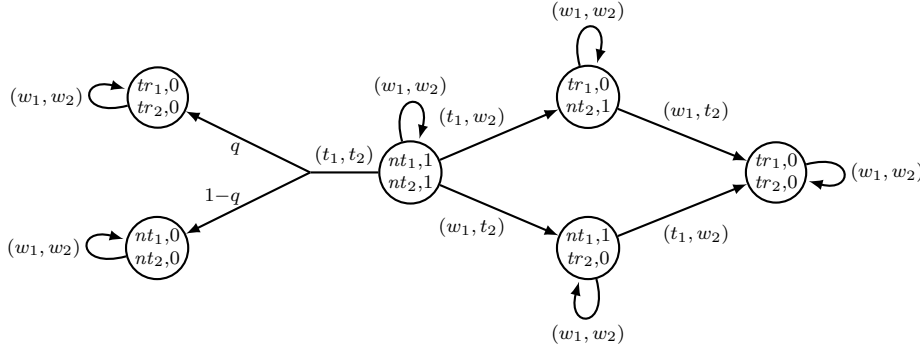 (w₁, w₂)
tr₁,0
tr₂,0
q
1−q
(w₁, w₂)
nt₁,0
nt₂,0
(t₁, t₂)
(w₁, w₂)
nt₁,1
nt₂,1
(t₁, w₂)
(w₁, t₂)
(w₁, w₂)
tr₁,0
nt₂,1
(w₁, t₂)
nt₁,1
tr₂,0
(w₁, w₂)
(t₁, w₂)
tr₁,0
tr₂,0
(w₁, w₂)